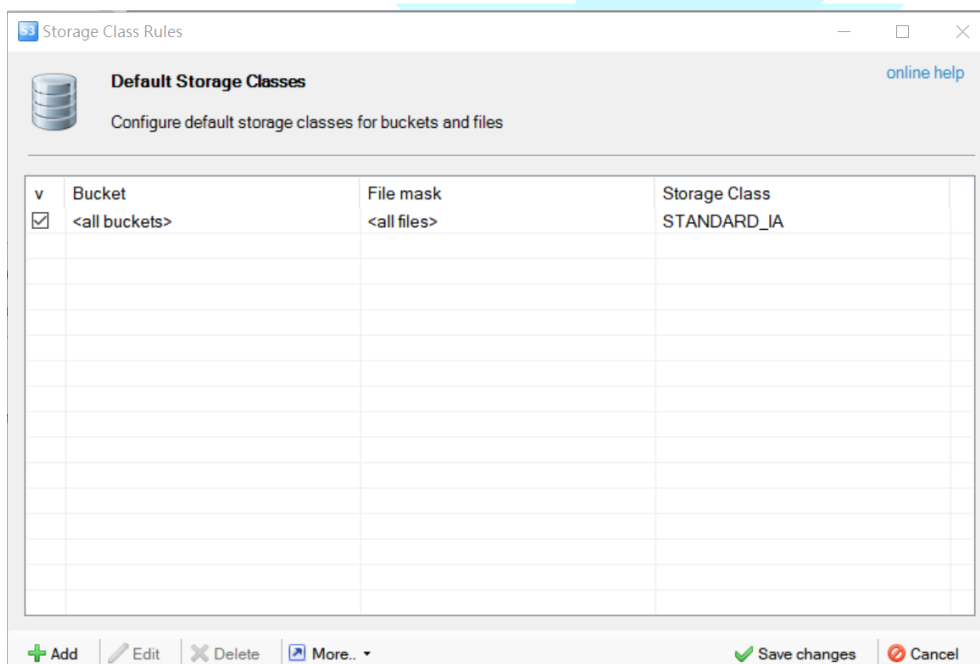 S3 Storage Class Rules
Default Storage Classes
online help
Configure default storage classes for buckets and files
v Bucket File mask Storage Class
<all buckets> <all files> STANDARD_IA
Add Edit Delete More.. Save changes Cancel